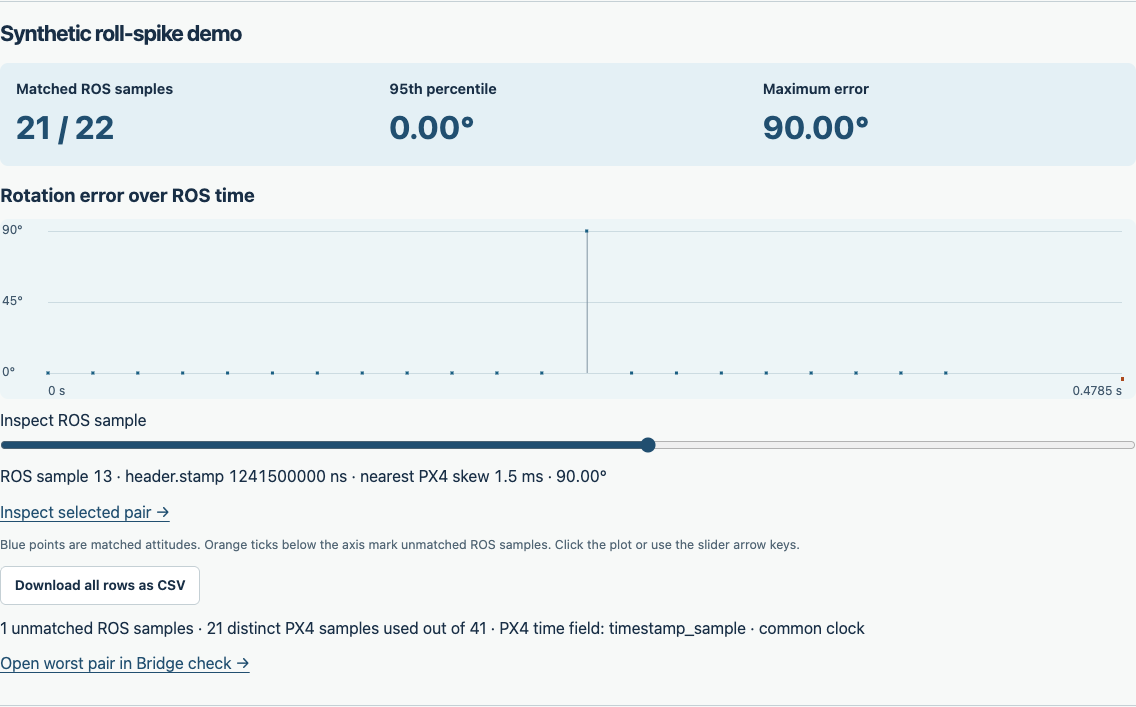 Synthetic roll-spike demo
Matched ROS samples
21 / 22
95th percentile
0.00°
Maximum error
90.00°
Rotation error over ROS time
90°
45°
0°
0 s
0.4785 s
Inspect ROS sample
ROS sample 13 · header.stamp 1241500000 ns · nearest PX4 skew 1.5 ms · 90.00°
Inspect selected pair →
Blue points are matched attitudes. Orange ticks below the axis mark unmatched ROS samples. Click the plot or use the slider arrow keys.
Download all rows as CSV
1 unmatched ROS samples · 21 distinct PX4 samples used out of 41 · PX4 time field: timestamp_sample · common clock
Open worst pair in Bridge check →